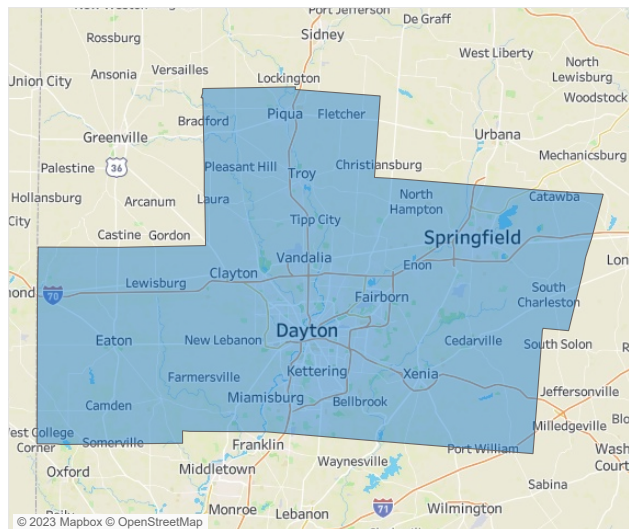 Port Jefferson
De Graff
Rossburg
Sidney
West Liberty
Versailles
Ansonia
North
Lewisburg
Union City
Lockington
Woodstock
Bradford
Piqua
Fletcher
Greenville
Urbana
36
Mechanicsburg
Palestine
Pleasant Hill
Troy
Christiansburg
Hollansburg
Arcanum
Laura
North
Hampton
Catawba
City
Tipp City
Castine
Gordon
Springfield
Vandalia
Clayton
Enon
Lewisburg
70
Fairborn
South
Charleston
Dayton
Eaton
New Lebanon
Cedarville
South Solon
Farmersville
Kettering
Xenia
Camden
Miamisburg
Bellbrook
Jeffersonville
Milledgeville
Corner
Somerville
Franklin
Port William
Oxford
Middletown
Waynesville
Sabina
Monroe
Lebanon
71
Wilmington
© 2023 Mapbox © OpenStreetMap